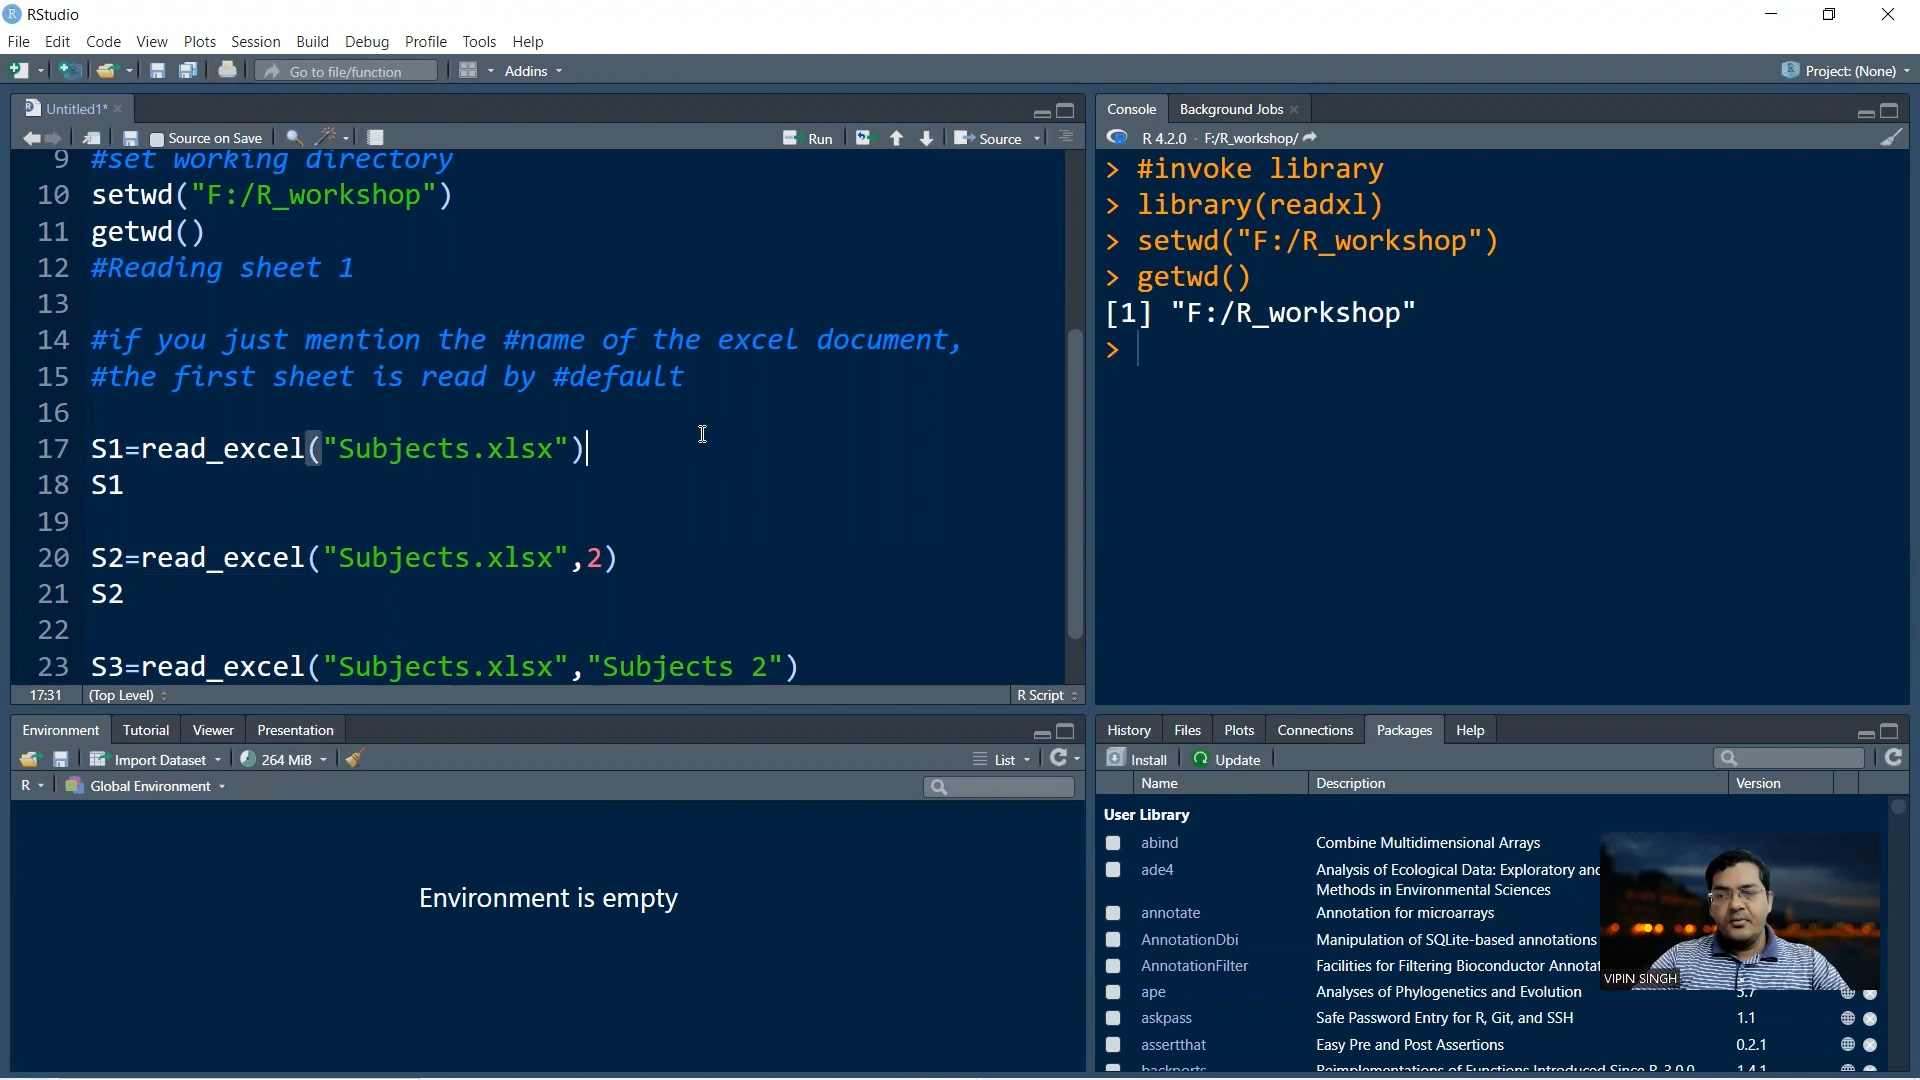 RStudio
File Edit Code View Plots Session Build Debug Profile Tools Help
Go to file/function Addins Project: (None)
Untitled1*
Source on Save Run Source
9 #set working directory
10 setwd("F:/R_workshop")
11 getwd()
12 #Reading sheet 1
13
14 #if you just mention the #name of the excel document,
15 #the first sheet is read by #default
16
17 S1=read_excel("Subjects.xlsx")
18 S1
19
20 S2=read_excel("Subjects.xlsx",2)
21 S2
22
23 S3=read_excel("Subjects.xlsx","Subjects 2")
17:31 (Top Level) R Script
Console Background Jobs
R 4.2.0 · F:/R_workshop/
> #invoke library
> library(readxl)
> setwd("F:/R_workshop")
> getwd()
[1] "F:/R_workshop"
>
Environment Tutorial Viewer Presentation
Import Dataset 264 MiB List
R Global Environment
Environment is empty
History Files Plots Connections Packages Help
Install Update
Name Description Version
User Library
abind Combine Multidimensional Arrays
ade4 Analysis of Ecological Data: Exploratory and
Methods in Environmental Sciences
annotate Annotation for microarrays
AnnotationDbi Manipulation of SQLite-based annotations
AnnotationFilter Facilities for Filtering Bioconductor Annotat
VIPIN SINGH
ape Analyses of Phylogenetics and Evolution 5.7
askpass Safe Password Entry for R, Git, and SSH 1.1
assertthat Easy Pre and Post Assertions 0.2.1
backports Reimplementations of Functions Introduced Since R-3.0.0 1.4.1